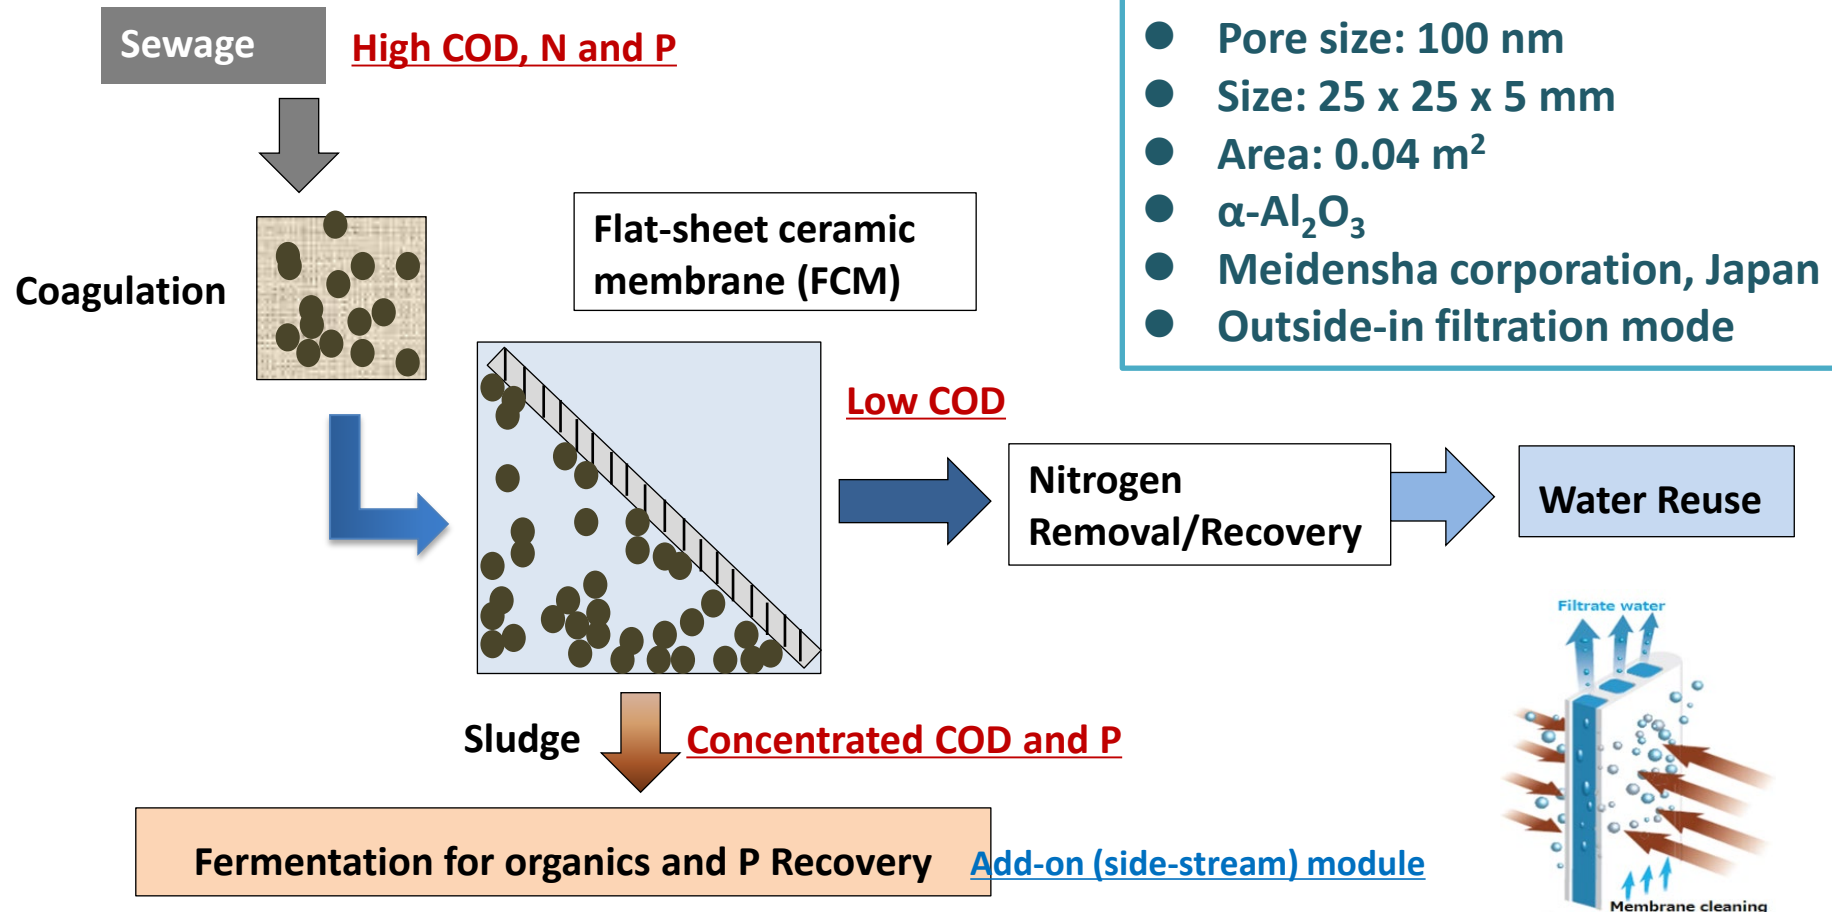 Sewage
High COD, N and P
● Pore size: 100 nm
● Size: 25 x 25 x 5 mm
● Area: 0.04 m²
● α-Al₂O₃
● Meidensha corporation, Japan
● Outside-in filtration mode
Coagulation
Flat-sheet ceramic
membrane (FCM)
Low COD
Nitrogen
Removal/Recovery
Water Reuse
Filtrate water
Sludge
Concentrated COD and P
Fermentation for organics and P Recovery
Add-on (side-stream) module
Membrane cleaning